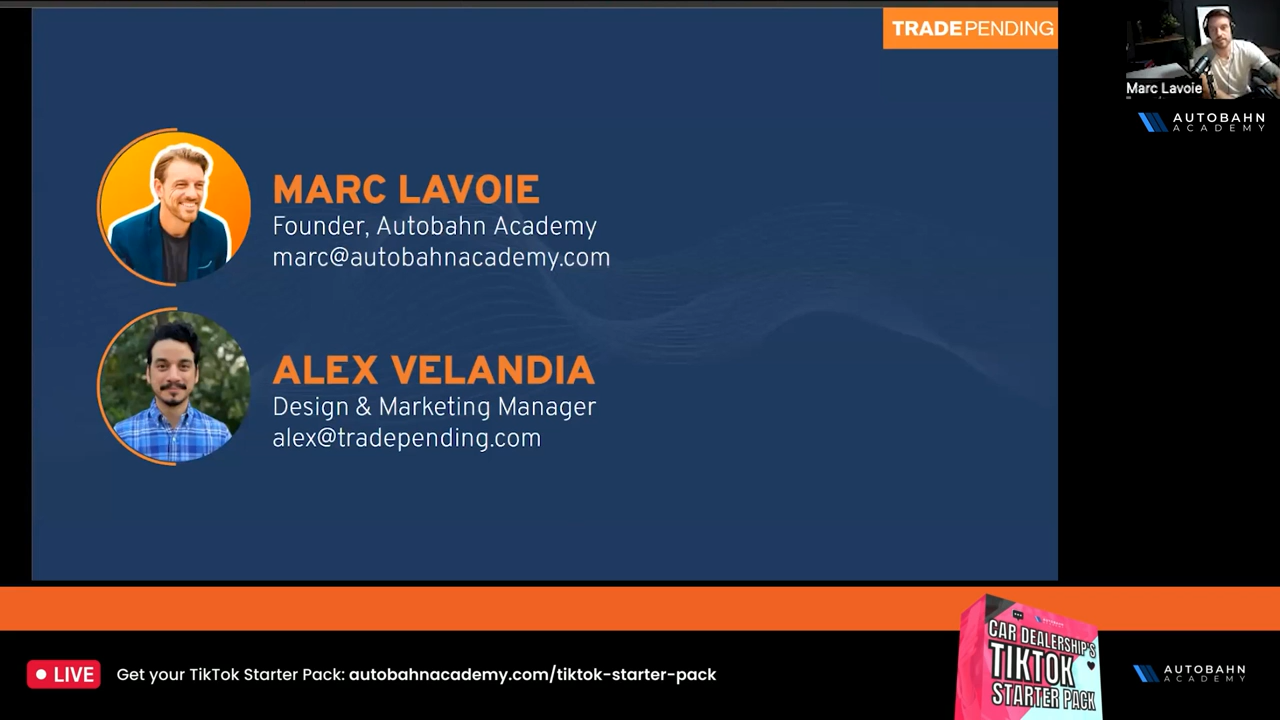 TRADEPENDING
Marc Lavoie
AUTOBAHN
ACADEMY
MARC LAVOIE
Founder, Autobahn Academy
marc@autobahnacademy.com
ALEX VELANDIA
Design & Marketing Manager
alex@tradepending.com
LIVE
Get your TikTok Starter Pack: autobahnacademy.com/tiktok-starter-pack
CAR DEALERSHIP'S
TIKTOK
STARTER PACK
AUTOBAHN
ACADEMY